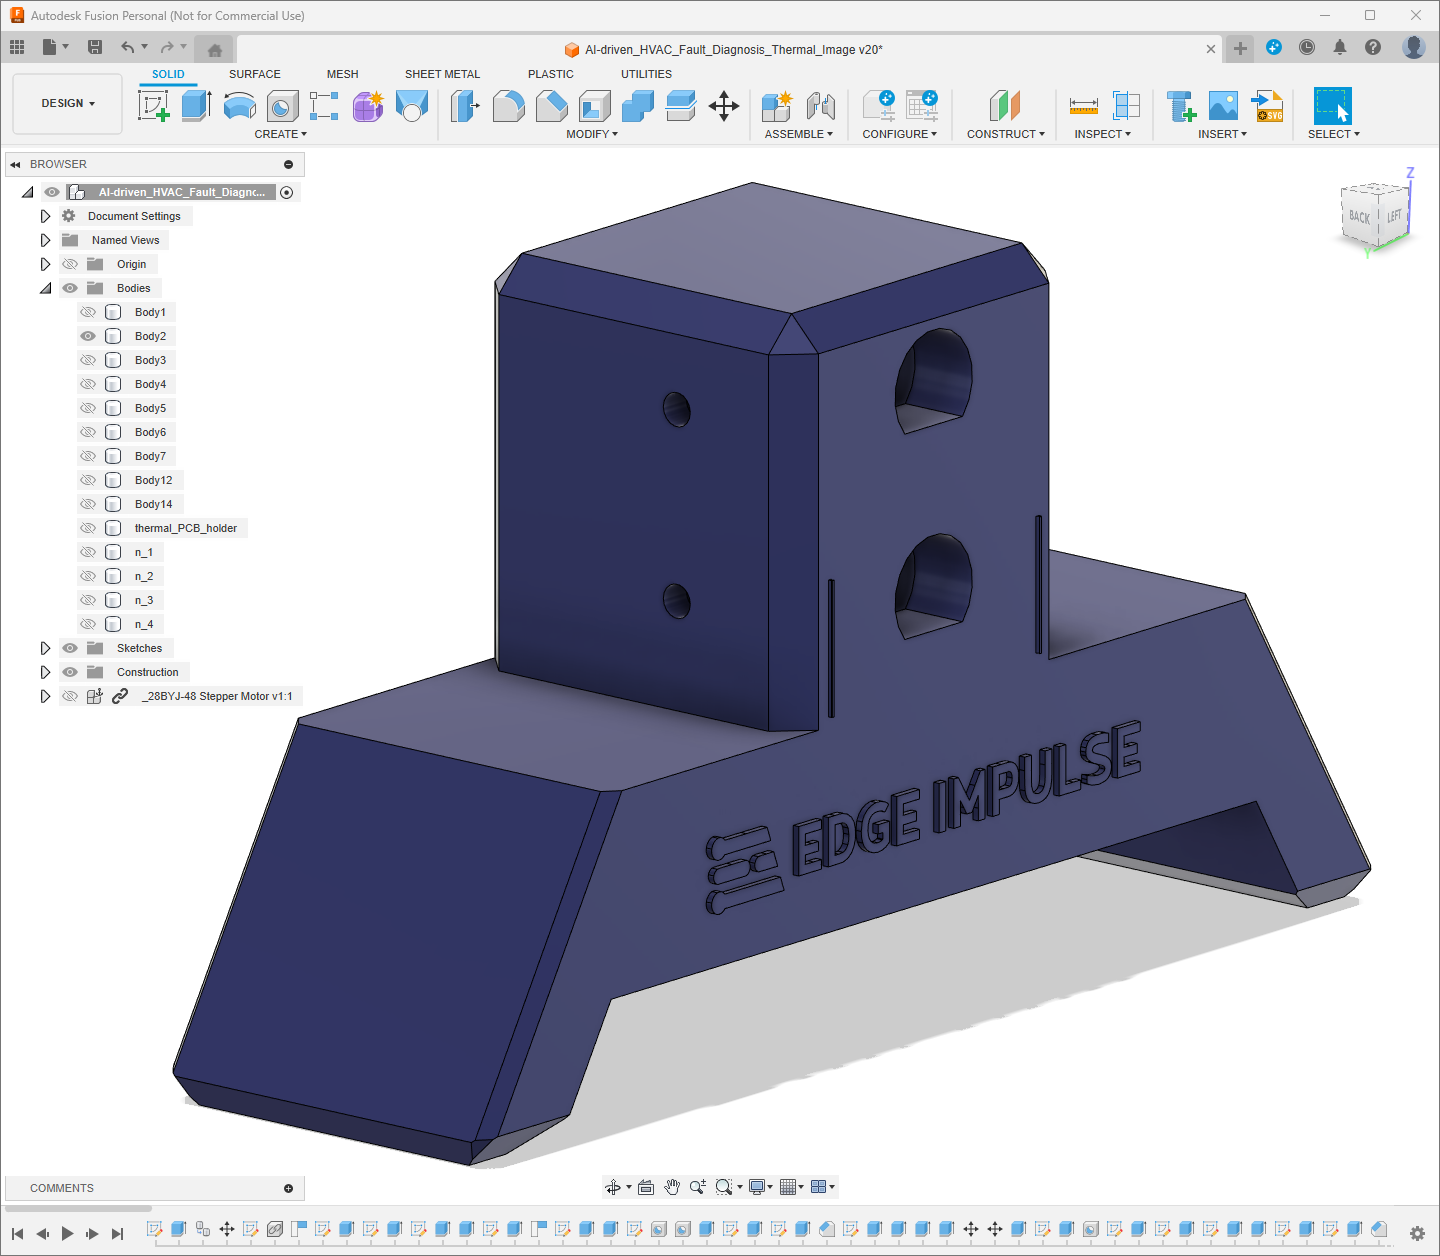 Autodesk Fusion Personal (Not for Commercial Use)
AI-driven_HVAC_Fault_Diagnosis_Thermal_Image v20*
SOLID SURFACE MESH SHEET METAL PLASTIC UTILITIES
DESIGN
CREATE MODIFY ASSEMBLE CONFIGURE CONSTRUCT INSPECT INSERT SELECT
SVG
BROWSER
AI-driven_HVAC_Fault_Diagnc...
Document Settings
Named Views
Origin
Bodies
Body1
Body2
Body3
Body4
Body5
Body6
Body7
Body12
Body14
thermal_PCB_holder
n_1
n_2
n_3
n_4
Sketches
Construction
_28BYJ-48 Stepper Motor v1:1
Z
BACK LEFT
Y
EDGE IMPULSE
COMMENTS